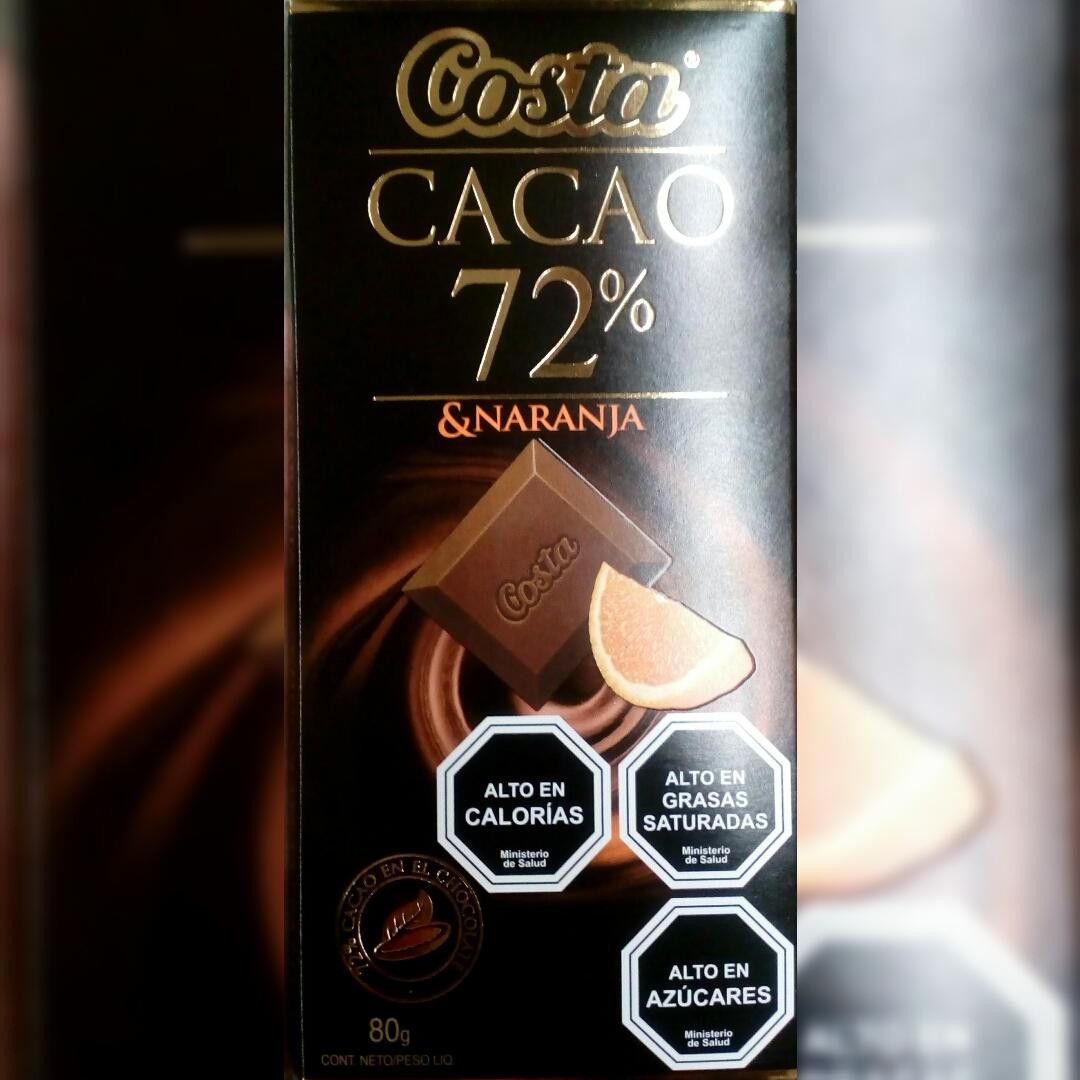 Costa®
CACAO
72%
&NARANJA
Costa
ALTO EN
CALORÍAS
Ministerio
de Salud
ALTO EN
GRASAS
SATURADAS
Ministerio
de Salud
72% CACAO EN EL CHOCOLATE
ALTO EN
AZÚCARES
Ministerio
de Salud
80g
CONT. NETO/PESO LIQ.